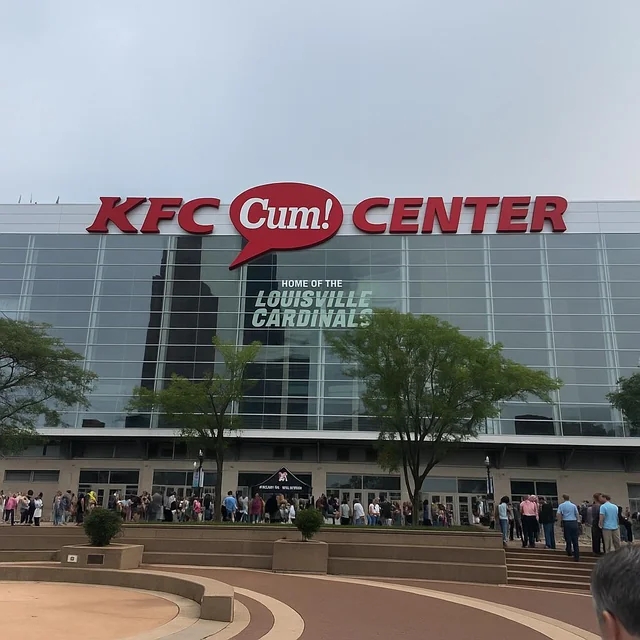 KFC Cum! CENTER
HOME OF THE
LOUISVILLE
CARDINALS